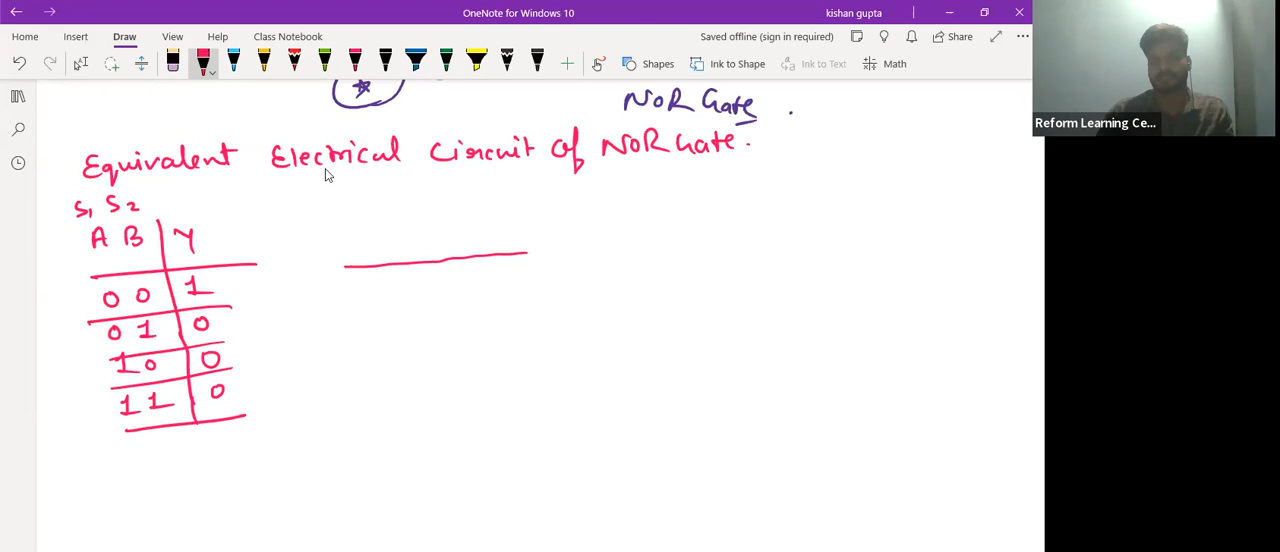 OneNote for Windows 10
kishan gupta
Home Insert Draw View Help Class Notebook
Saved offline (sign in required) Share
Shapes Ink to Shape Ink to Text Math
Reform Learning Ce...
NOR Gate .
Equivalent Electrical Circuit of NOR Gate.
S1 S2
A B Y
0 0 1
0 1 0
1 0 0
1 1 0